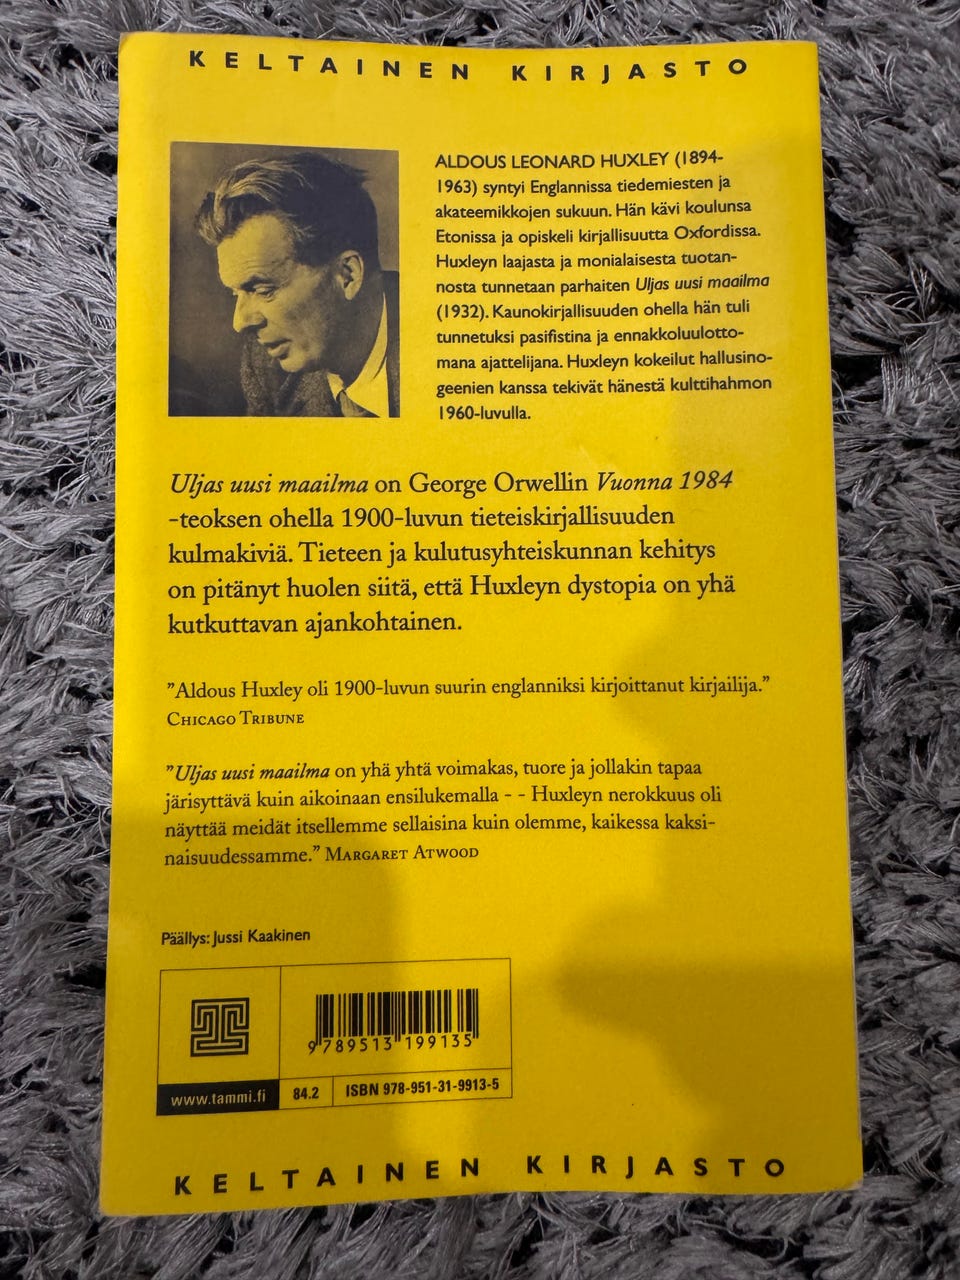 KELTAINEN KIRJASTO
ALDOUS LEONARD HUXLEY (1894-
1963) syntyi Englannissa tiedemiesten ja
akateemikkojen sukuun. Hän kävi koulunsa
Etonissa ja opiskeli kirjallisuutta Oxfordissa.
Huxleyn laajasta ja monialaisesta tuotan-
nosta tunnetaan parhaiten Uljas uusi maailma
(1932). Kaunokirjallisuuden ohella hän tuli
tunnetuksi pasifistina ja ennakkoluulotto-
mana ajattelijana. Huxleyn kokeilut hallusino-
geenien kanssa tekivät hänestä kulttihahmon
1960-luvulla.
Uljas uusi maailma on George Orwellin Vuonna 1984
-teoksen ohella 1900-luvun tieteiskirjallisuuden
kulmakiviä. Tieteen ja kulutusyhteiskunnan kehitys
on pitänyt huolen siitä, että Huxleyn dystopia on yhä
kutkuttavan ajankohtainen.
”Aldous Huxley oli 1900-luvun suurin englanniksi kirjoittanut kirjailija.”
CHICAGO TRIBUNE
”Uljas uusi maailma on yhä yhtä voimakas, tuore ja jollakin tapaa
järisyttävä kuin aikoinaan ensilukemalla - - Huxleyn nerokkuus oli
näyttää meidät itsellemme sellaisina kuin olemme, kaikessa kaksi-
naisuudessamme.” MARGARET ATWOOD
Päällys: Jussi Kaakinen
9 789513 199135
www.tammi.fi 84.2 ISBN 978-951-31-9913-5
KELTAINEN KIRJASTO